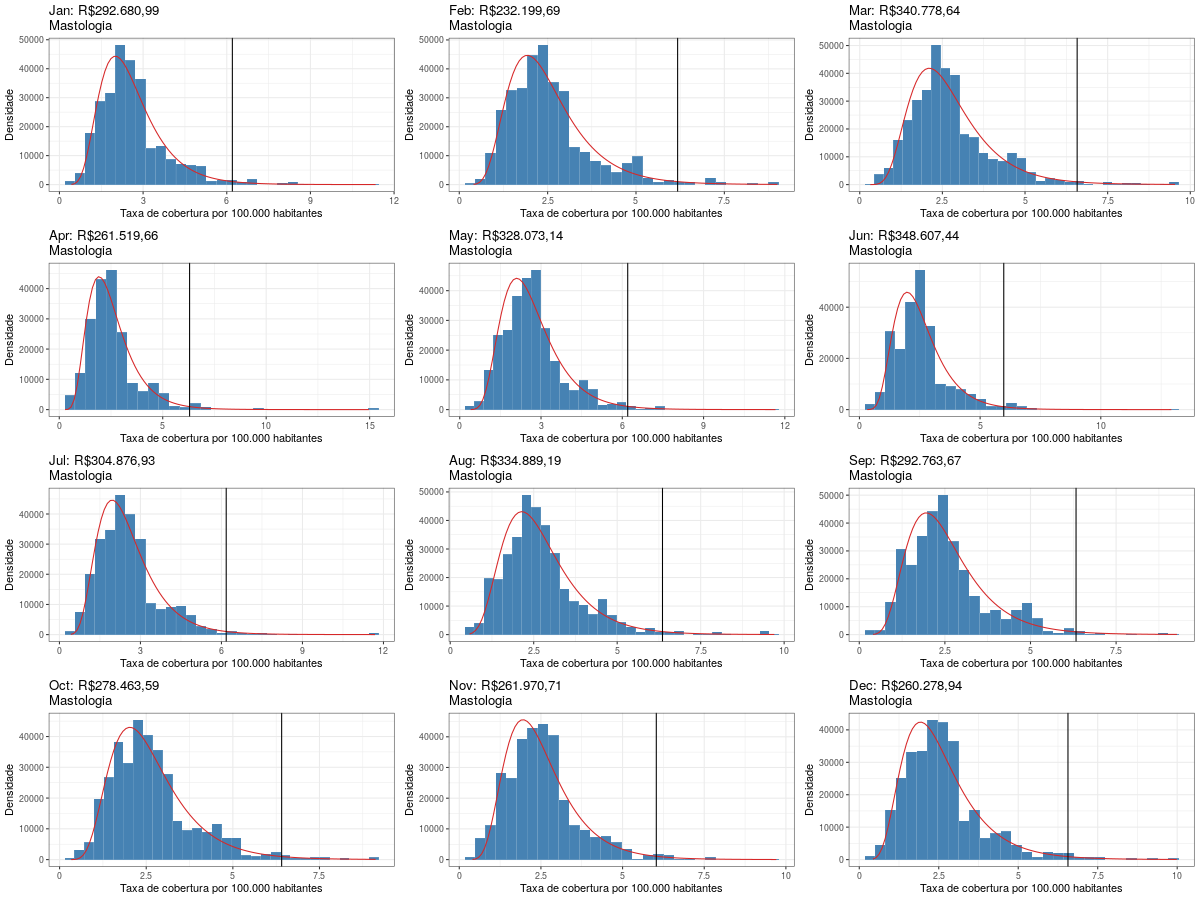 Jan: R$292.680,99
Mastologia
Densidade
50000
40000
30000
20000
10000
0
0 3 6 9 12
Taxa de cobertura por 100.000 habitantes
Feb: R$232.199,69
Mastologia
Densidade
50000
40000
30000
20000
10000
0
0 2.5 5 7.5
Taxa de cobertura por 100.000 habitantes
Mar: R$340.778,64
Mastologia
Densidade
50000
40000
30000
20000
10000
0
0 2.5 5 7.5 10
Taxa de cobertura por 100.000 habitantes
Apr: R$261.519,66
Mastologia
Densidade
40000
30000
20000
10000
0
0 5 10 15
Taxa de cobertura por 100.000 habitantes
May: R$328.073,14
Mastologia
Densidade
40000
30000
20000
10000
0
0 3 6 9 12
Taxa de cobertura por 100.000 habitantes
Jun: R$348.607,44
Mastologia
Densidade
40000
20000
0
0 5 10
Taxa de cobertura por 100.000 habitantes
Jul: R$304.876,93
Mastologia
Densidade
40000
30000
20000
10000
0
0 3 6 9 12
Taxa de cobertura por 100.000 habitantes
Aug: R$334.889,19
Mastologia
Densidade
50000
40000
30000
20000
10000
0
0 2.5 5 7.5 10
Taxa de cobertura por 100.000 habitantes
Sep: R$292.763,67
Mastologia
Densidade
50000
40000
30000
20000
10000
0
0 2.5 5 7.5
Taxa de cobertura por 100.000 habitantes
Oct: R$278.463,59
Mastologia
Densidade
40000
30000
20000
10000
0
0 2.5 5 7.5
Taxa de cobertura por 100.000 habitantes
Nov: R$261.970,71
Mastologia
Densidade
40000
30000
20000
10000
0
0 2.5 5 7.5 10
Taxa de cobertura por 100.000 habitantes
Dec: R$260.278,94
Mastologia
Densidade
40000
30000
20000
10000
0
0 2.5 5 7.5 10
Taxa de cobertura por 100.000 habitantes